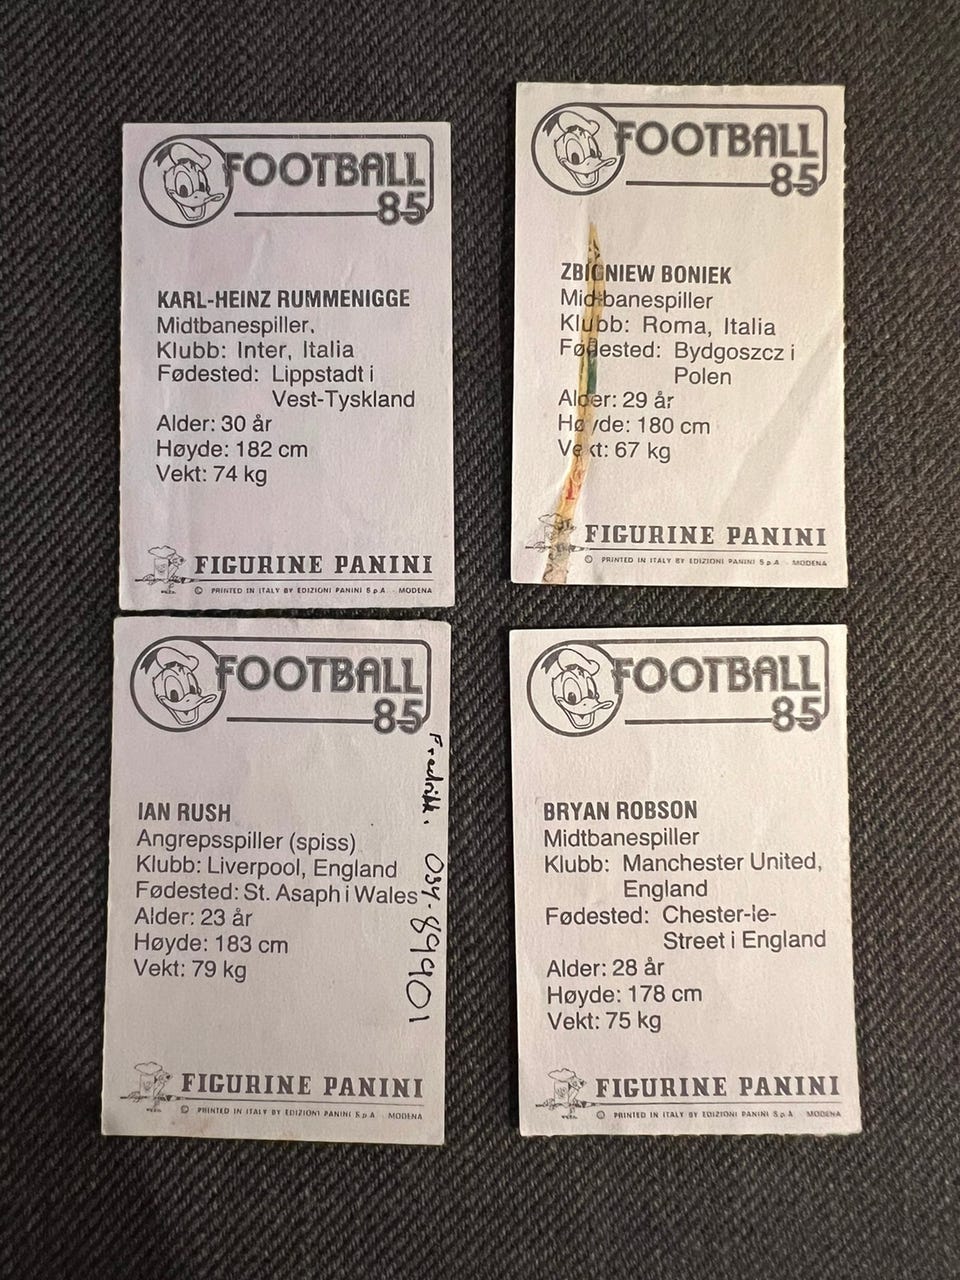 FOOTBALL
85
KARL-HEINZ RUMMENIGGE
Midtbanespiller.
Klubb: Inter, Italia
Fødested: Lippstadt i
Vest-Tyskland
Alder: 30 år
Høyde: 182 cm
Vekt: 74 kg
FIGURINE PANINI
© PRINTED IN ITALY BY EDIZIONI PANINI S.p.A. - MODENA
FOOTBALL
85
ZBIGNIEW BONIEK
Midtbanespiller
Klubb: Roma, Italia
Fødested: Bydgoszcz i
Polen
Alder: 29 år
Høyde: 180 cm
Vekt: 67 kg
FIGURINE PANINI
© PRINTED IN ITALY BY EDIZIONI PANINI S.p.A. - MODENA
FOOTBALL
85
IAN RUSH
Angrepsspiller (spiss)
Klubb: Liverpool, England
Fødested: St. Asaph i Wales
Alder: 23 år
Høyde: 183 cm
Vekt: 79 kg
Fredrikk. 034-89901
FIGURINE PANINI
© PRINTED IN ITALY BY EDIZIONI PANINI S.p.A. MODENA
FOOTBALL
85
BRYAN ROBSON
Midtbanespiller
Klubb: Manchester United,
England
Fødested: Chester-le-
Street i England
Alder: 28 år
Høyde: 178 cm
Vekt: 75 kg
FIGURINE PANINI
© PRINTED IN ITALY BY EDIZIONI PANINI S.p.A. MODENA